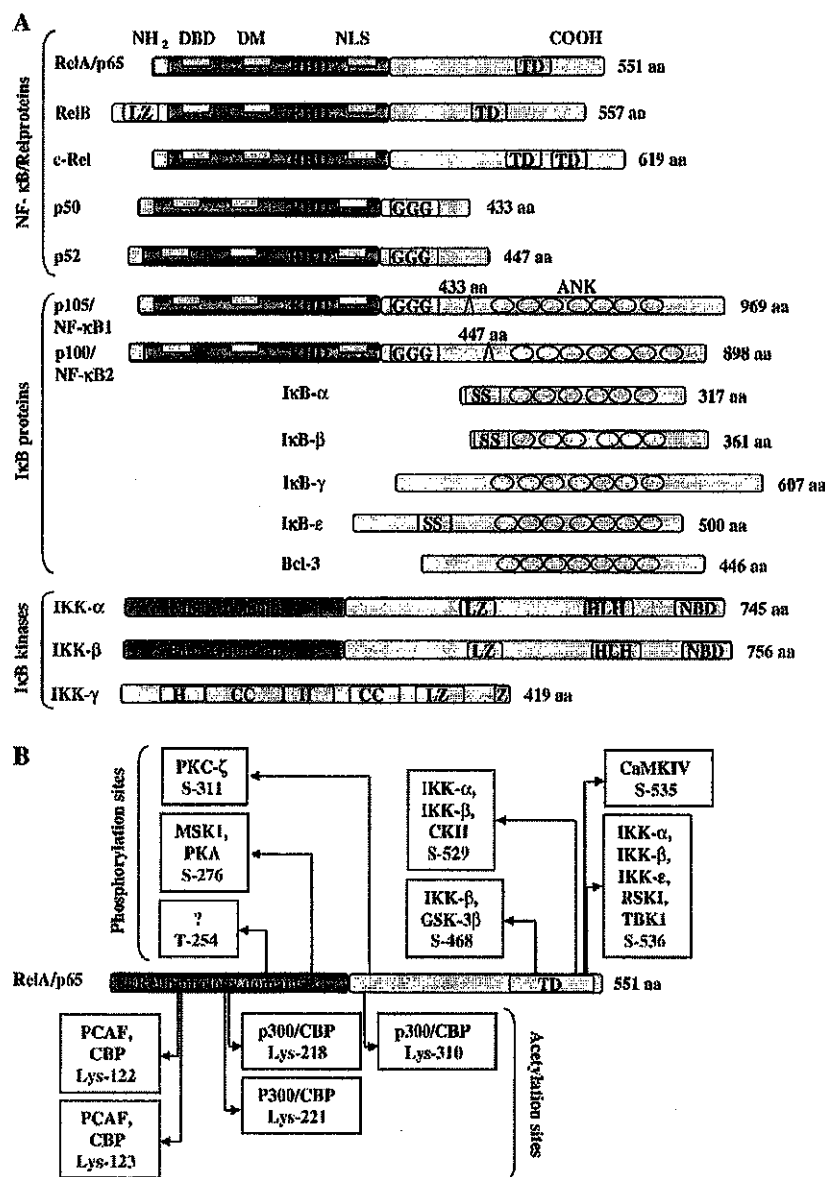 A
NH2 DBD DM NLS COOH
NF-κB/Relproteins
RelA/p65 TD 551 aa
RelB LZ TD 557 aa
c-Rel TD TD 619 aa
p50 GGG 433 aa
p52 GGG 447 aa
IκB proteins
433 aa ANK
p105/ GGG 969 aa
NF-κB1
447 aa
p100/ GGG 898 aa
NF-κB2
IκB-α SS 317 aa
IκB-β SS 361 aa
IκB-γ 607 aa
IκB-ε SS 500 aa
Bcl-3 446 aa
IκB kinases
IKK-α LZ HLH NBD 745 aa
IKK-β LZ HLH NBD 756 aa
IKK-γ H CC H CC LZ Z 419 aa
B
Phosphorylation sites
PKC-ζ
S-311
MSK1,
PKA
S-276
?
T-254
IKK-α,
IKK-β,
CKII
S-529
IKK-β,
GSK-3β
S-468
CaMKIV
S-535
IKK-α,
IKK-β,
IKK-ε,
RSK1,
TBK1
S-536
RelA/p65 TD 551 aa
PCAF,
CBP
Lys-122
PCAF,
CBP
Lys-123
p300/CBP
Lys-218
P300/CBP
Lys-221
p300/CBP
Lys-310
Acetylation sites